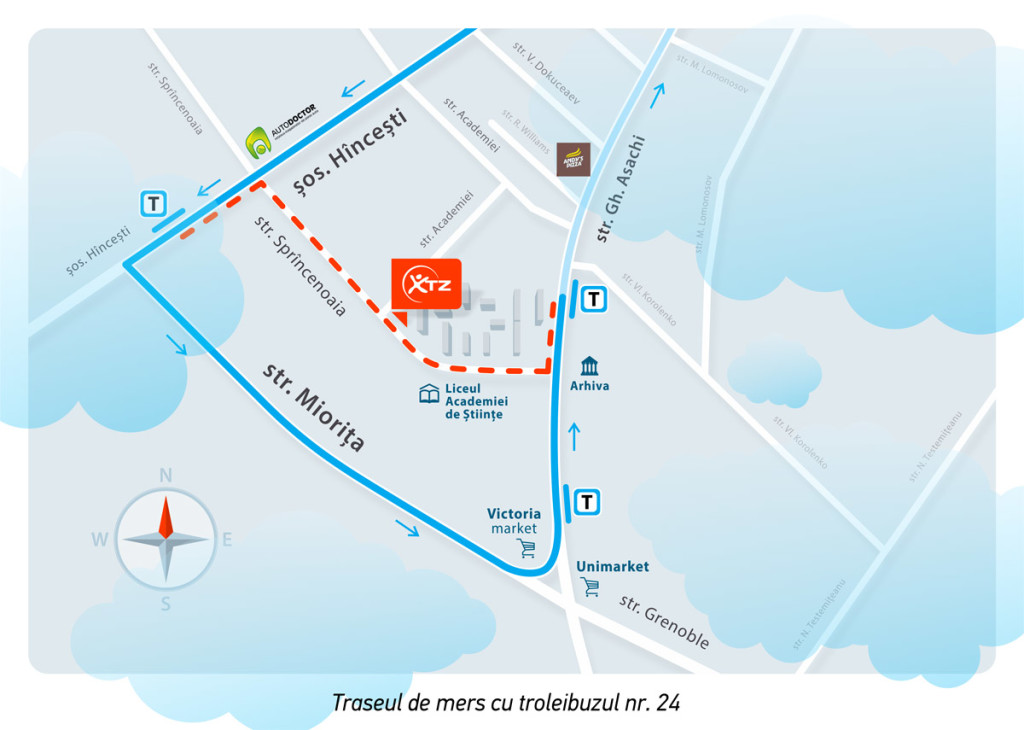 str. Sprîncenoaia
AUTODOCTOR
str. V. Dokuceaev
str. M. Lomonosov
șos. Hîncești
str. Academiei
str. R. Williams
ANDY'S
PIZZA
str. Gh. Asachi
T
șos. Hîncești
str. Sprîncenoaia
str. Academiei
str. M. Lomonosov
XTZ
T
str. Vl. Korolenko
Arhiva
Liceul
Academiei
de Științe
str. Miorița
str. Vl. Korolenko
str. N. Testemițeanu
N
W
E
S
T
Victoria
market
Unimarket
str. Grenoble
str. N. Testemițeanu
Traseul de mers cu troleibuzul nr. 24